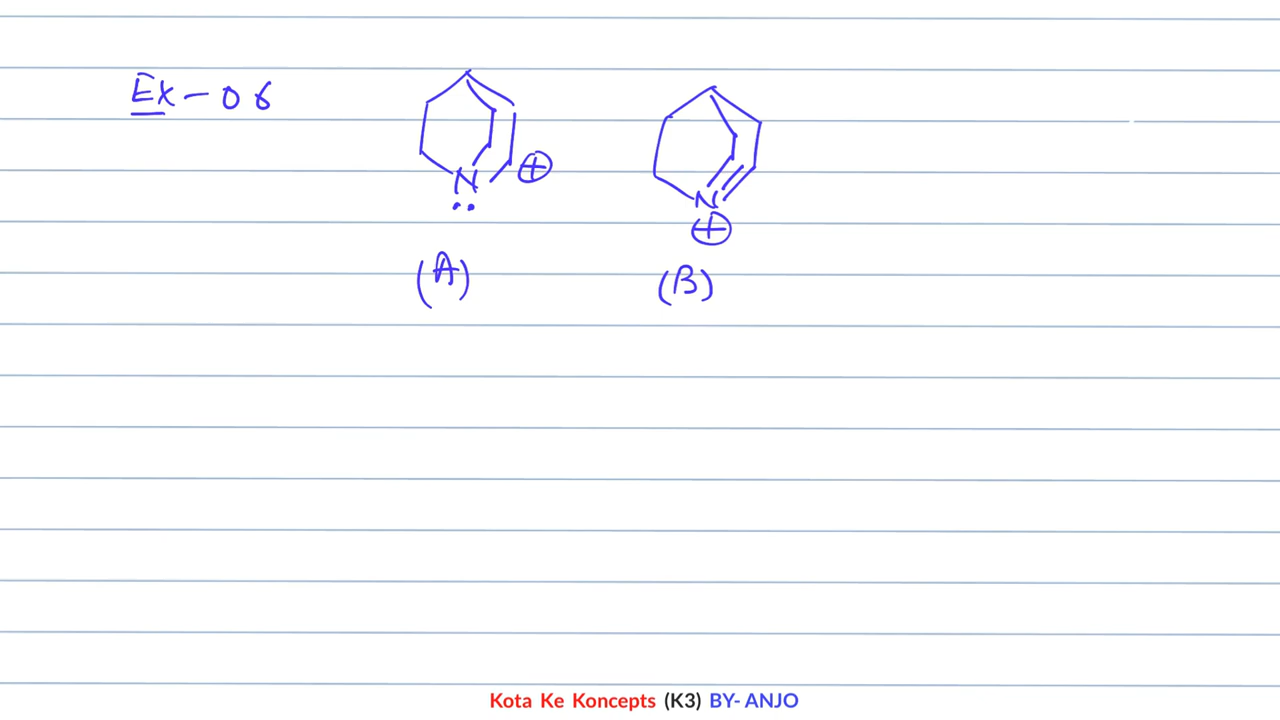 Ex-06
N
⊕
N
⊕
(A)
(B)
Kota Ke Koncepts (K3) BY- ANJO